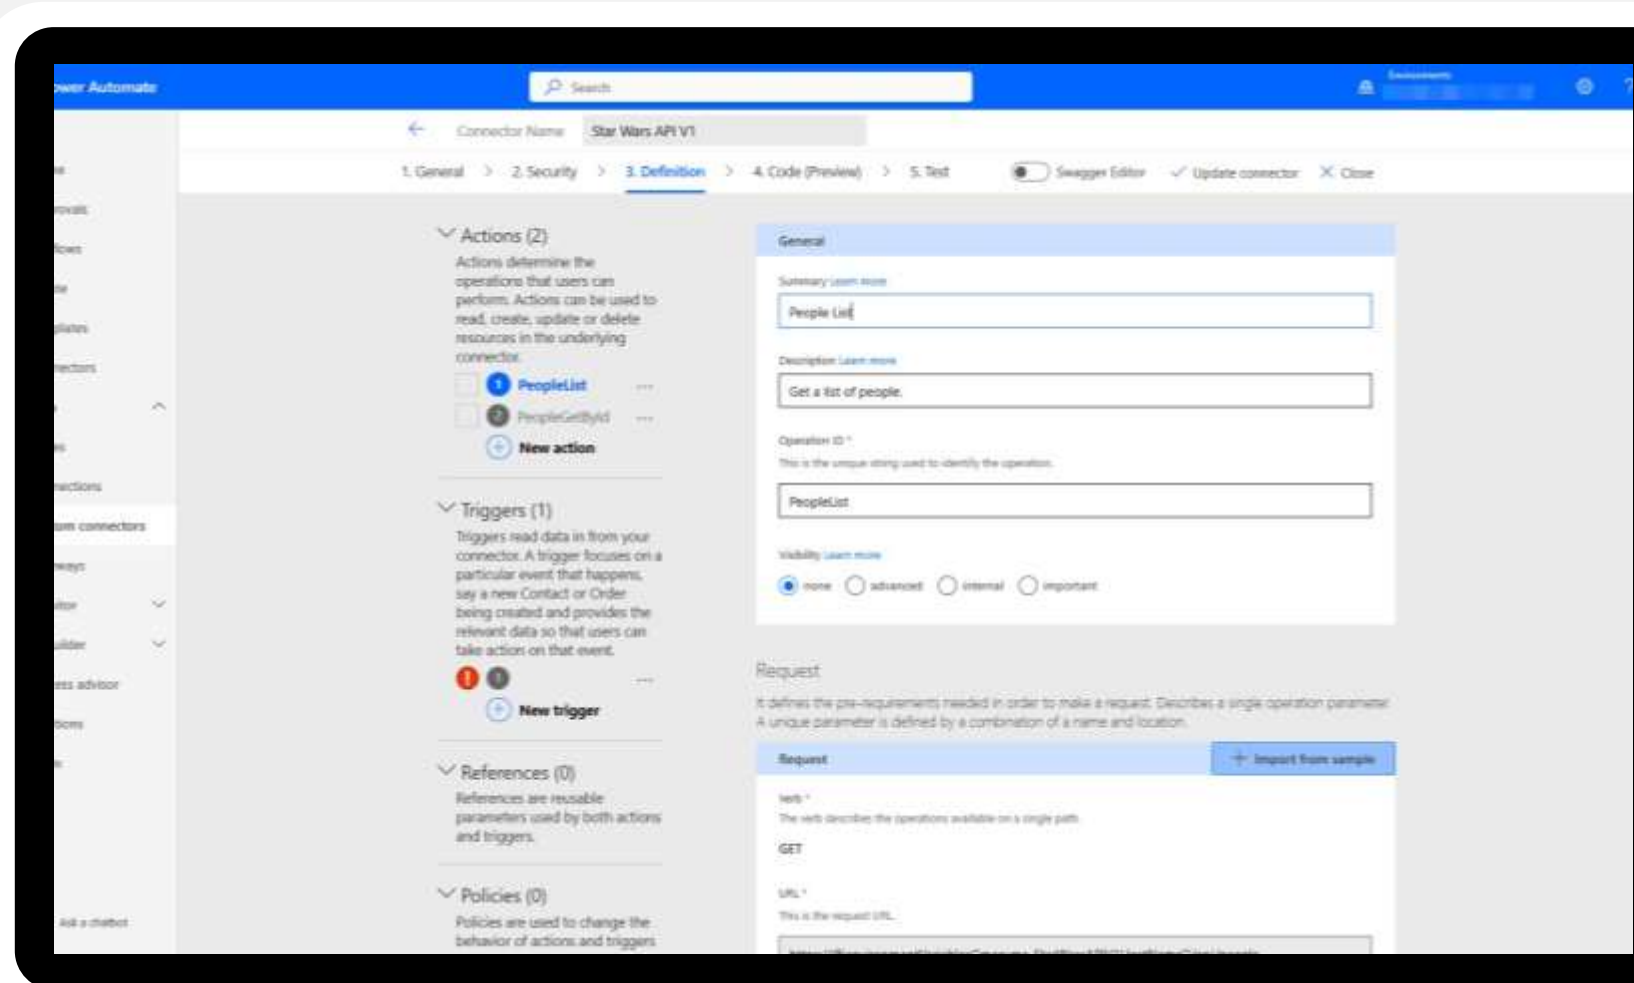 ower Automate
Search
Environments
Connector Name Star Wars API V1
1. General > 2. Security > 3. Definition > 4. Code (Preview) > 5. Test Swagger Editor Update connector Close
rovals
lows
plates
nectors
nections
om connectors
ways
itor
uilder
ess advisor
tions
Ask a chatbot
Actions (2)
Actions determine the
operations that users can
perform. Actions can be used to
read, create, update or delete
resources in the underlying
connector.
1 PeopleList ...
2 PeopleGetById ...
New action
Triggers (1)
Triggers read data in from your
connector. A trigger focuses on a
particular event that happens,
say a new Contact or Order
being created and provides the
relevant data so that users can
take action on that event.
! 1 ...
New trigger
References (0)
References are reusable
parameters used by both actions
and triggers.
Policies (0)
Policies are used to change the
behavior of actions and triggers
General
Summary Learn more
People List
Description Learn more
Get a list of people.
Operation ID *
This is the unique string used to identify the operation.
PeopleList
Visibility Learn more
none advanced internal important
Request
It defines the pre-requirements needed in order to make a request. Describes a single operation parameter.
A unique parameter is defined by a combination of a name and location.
Request + Import from sample
Verb *
The verb describes the operations available on a single path.
GET
URL *
This is the request URL.